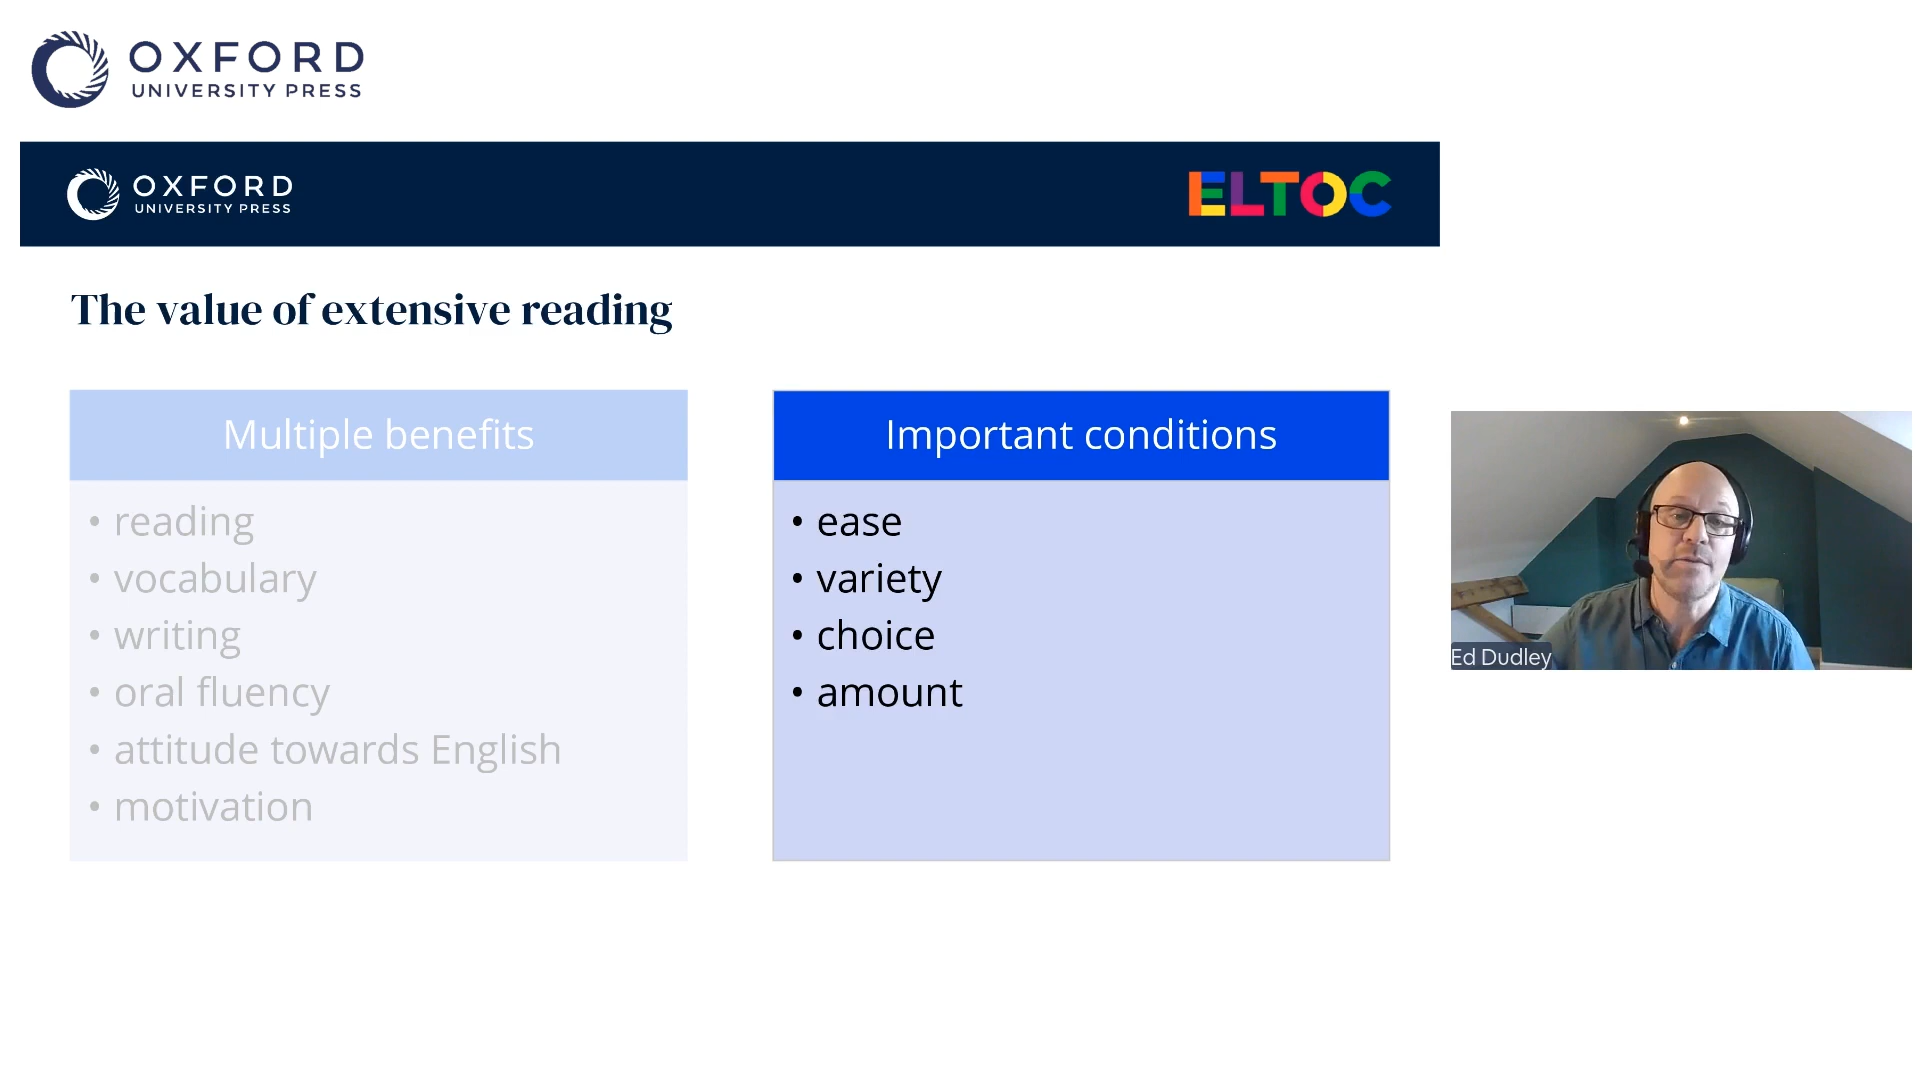 OXFORD
UNIVERSITY PRESS
OXFORD
UNIVERSITY PRESS
ELTOC
The value of extensive reading
Multiple benefits
• reading
• vocabulary
• writing
• oral fluency
• attitude towards English
• motivation
Important conditions
• ease
• variety
• choice
• amount
Ed Dudley